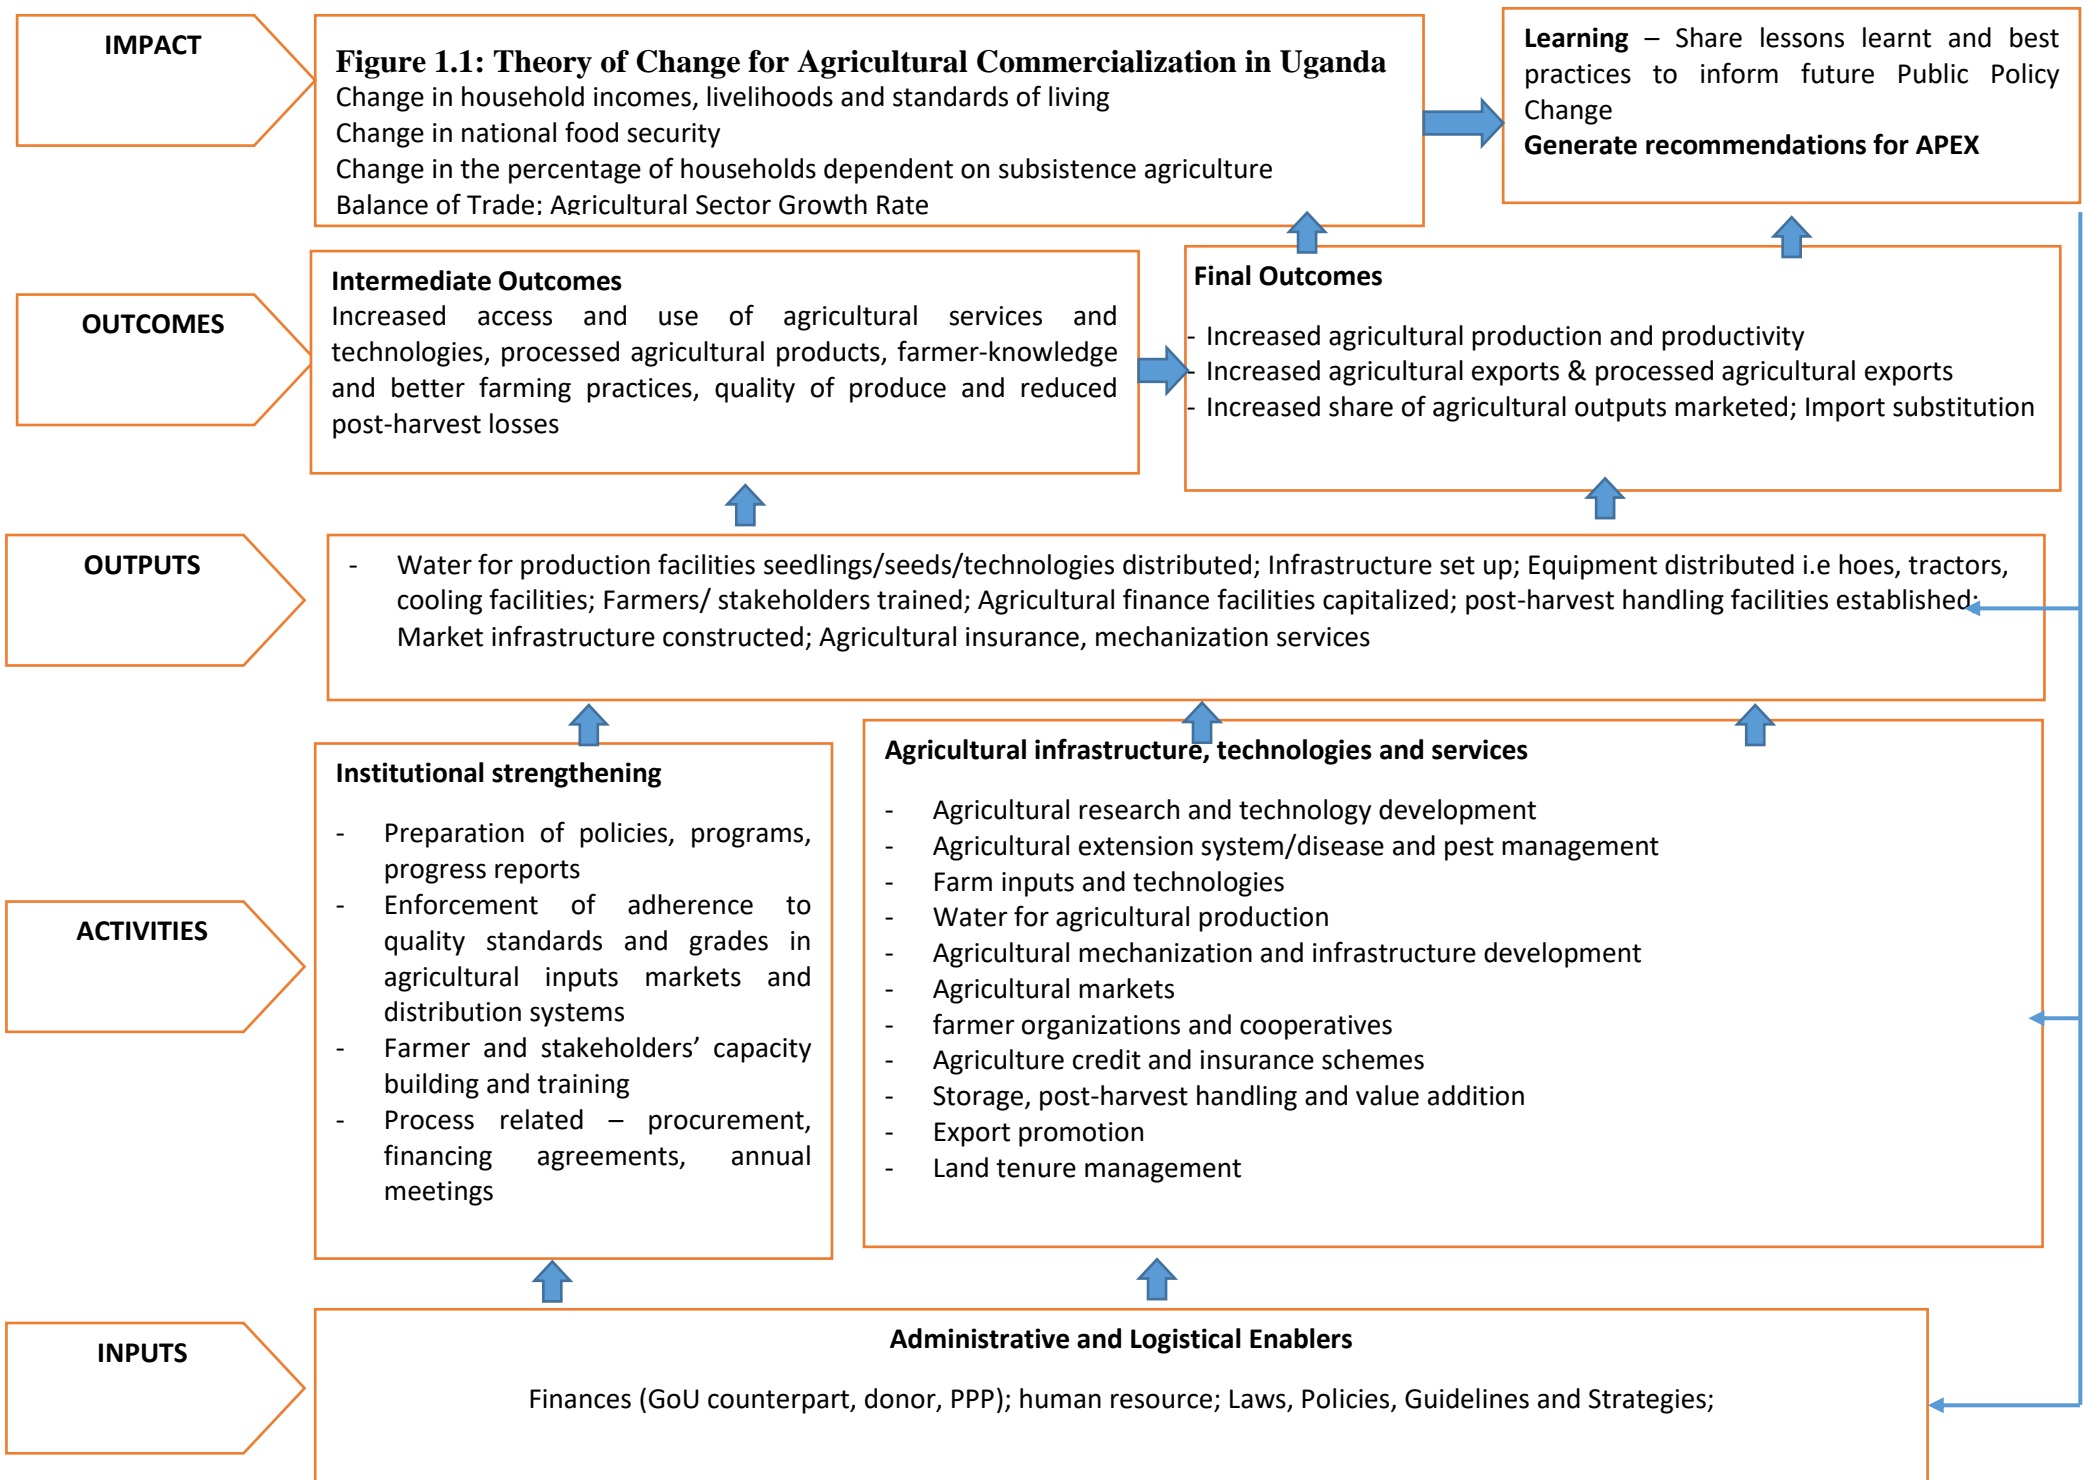 IMPACT
Figure 1.1: Theory of Change for Agricultural Commercialization in Uganda
Change in household incomes, livelihoods and standards of living
Change in national food security
Change in the percentage of households dependent on subsistence agriculture
Balance of Trade; Agricultural Sector Growth Rate
Learning – Share lessons learnt and best
practices to inform future Public Policy
Change
Generate recommendations for APEX
OUTCOMES
Intermediate Outcomes
Increased access and use of agricultural services and
technologies, processed agricultural products, farmer-knowledge
and better farming practices, quality of produce and reduced
post-harvest losses
Final Outcomes
- Increased agricultural production and productivity
- Increased agricultural exports & processed agricultural exports
- Increased share of agricultural outputs marketed; Import substitution
OUTPUTS
- Water for production facilities seedlings/seeds/technologies distributed; Infrastructure set up; Equipment distributed i.e hoes, tractors,
cooling facilities; Farmers/ stakeholders trained; Agricultural finance facilities capitalized; post-harvest handling facilities established;
Market infrastructure constructed; Agricultural insurance, mechanization services
ACTIVITIES
Institutional strengthening
- Preparation of policies, programs,
progress reports
- Enforcement of adherence to
quality standards and grades in
agricultural inputs markets and
distribution systems
- Farmer and stakeholders’ capacity
building and training
- Process related – procurement,
financing agreements, annual
meetings
Agricultural infrastructure, technologies and services
- Agricultural research and technology development
- Agricultural extension system/disease and pest management
- Farm inputs and technologies
- Water for agricultural production
- Agricultural mechanization and infrastructure development
- Agricultural markets
- farmer organizations and cooperatives
- Agriculture credit and insurance schemes
- Storage, post-harvest handling and value addition
- Export promotion
- Land tenure management
INPUTS
Administrative and Logistical Enablers
Finances (GoU counterpart, donor, PPP); human resource; Laws, Policies, Guidelines and Strategies;